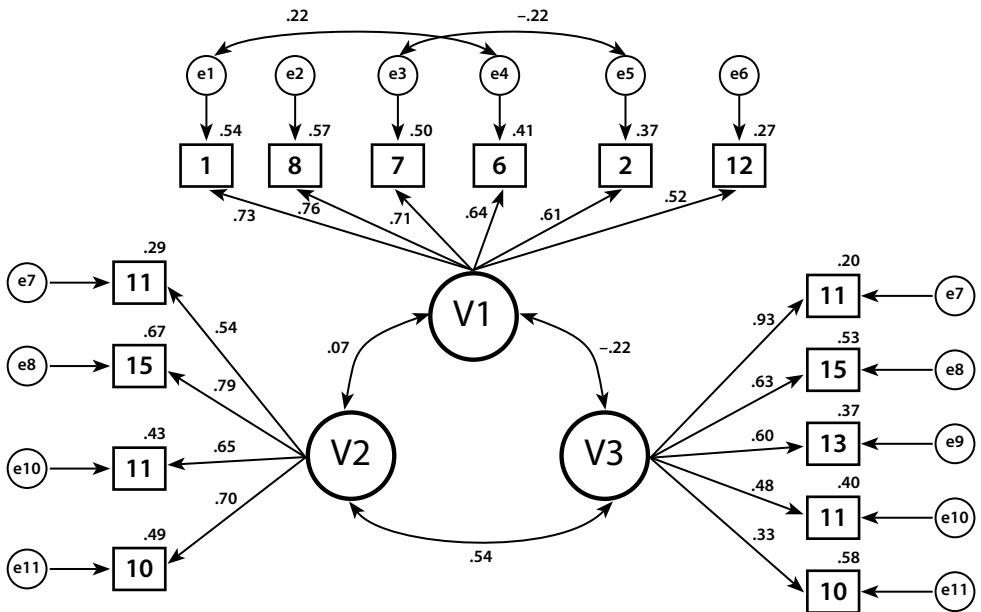 .22 –.22
e1 e2 e3 e4 e5 e6
.54 .57 .50 .41 .37 .27
1 8 7 6 2 12
.73 .76 .71 .64 .61 .52
V1
.07 –.22
V2 V3
.54
.29
e7 11 .54
.67
e8 15 .79
.43
e10 11 .65
.49
e11 10 .70
.20
.93 11 e7
.53
.63 15 e8
.37
.60 13 e9
.40
.48 11 e10
.58
.33 10 e11